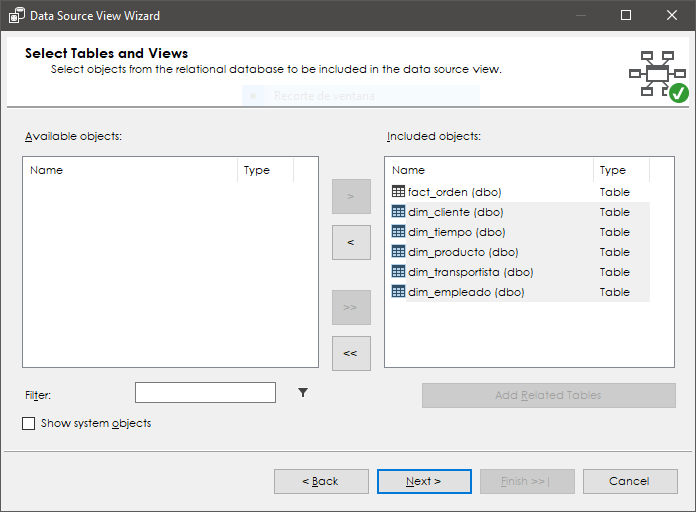 Data Source View Wizard
Select Tables and Views
Select objects from the relational database to be included in the data source view.
Recorte de ventana
Available objects:
Name Type
>
<
>>
<<
Included objects:
Name Type
fact_orden (dbo) Table
dim_cliente (dbo) Table
dim_tiempo (dbo) Table
dim_producto (dbo) Table
dim_transportista (dbo) Table
dim_empleado (dbo) Table
Filter:
Add Related Tables
Show system objects
< Back Next > Finish >>| Cancel